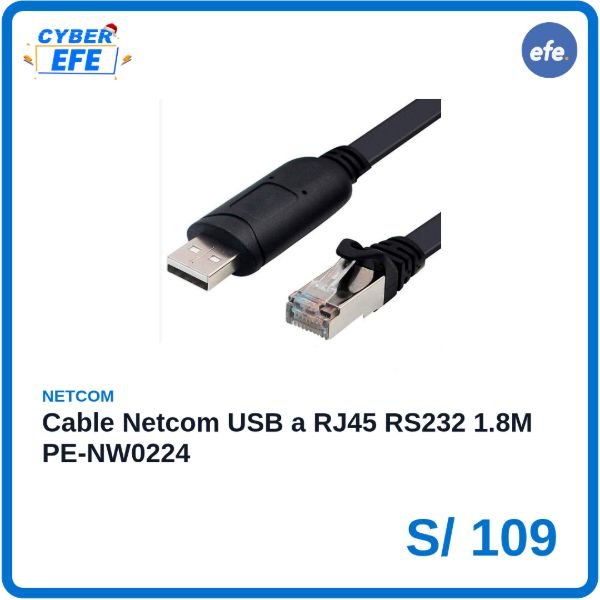 CYBER
EFE
efe.
NETCOM
Cable Netcom USB a RJ45 RS232 1.8M
PE-NW0224
S/ 109